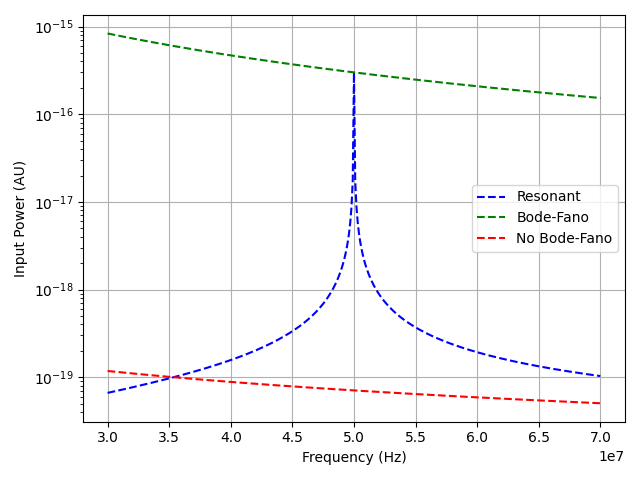 10⁻¹⁵
10⁻¹⁶
10⁻¹⁷
10⁻¹⁸
10⁻¹⁹
Input Power (AU)
Resonant
Bode-Fano
No Bode-Fano
3.0 3.5 4.0 4.5 5.0 5.5 6.0 6.5 7.0
1e7
Frequency (Hz)